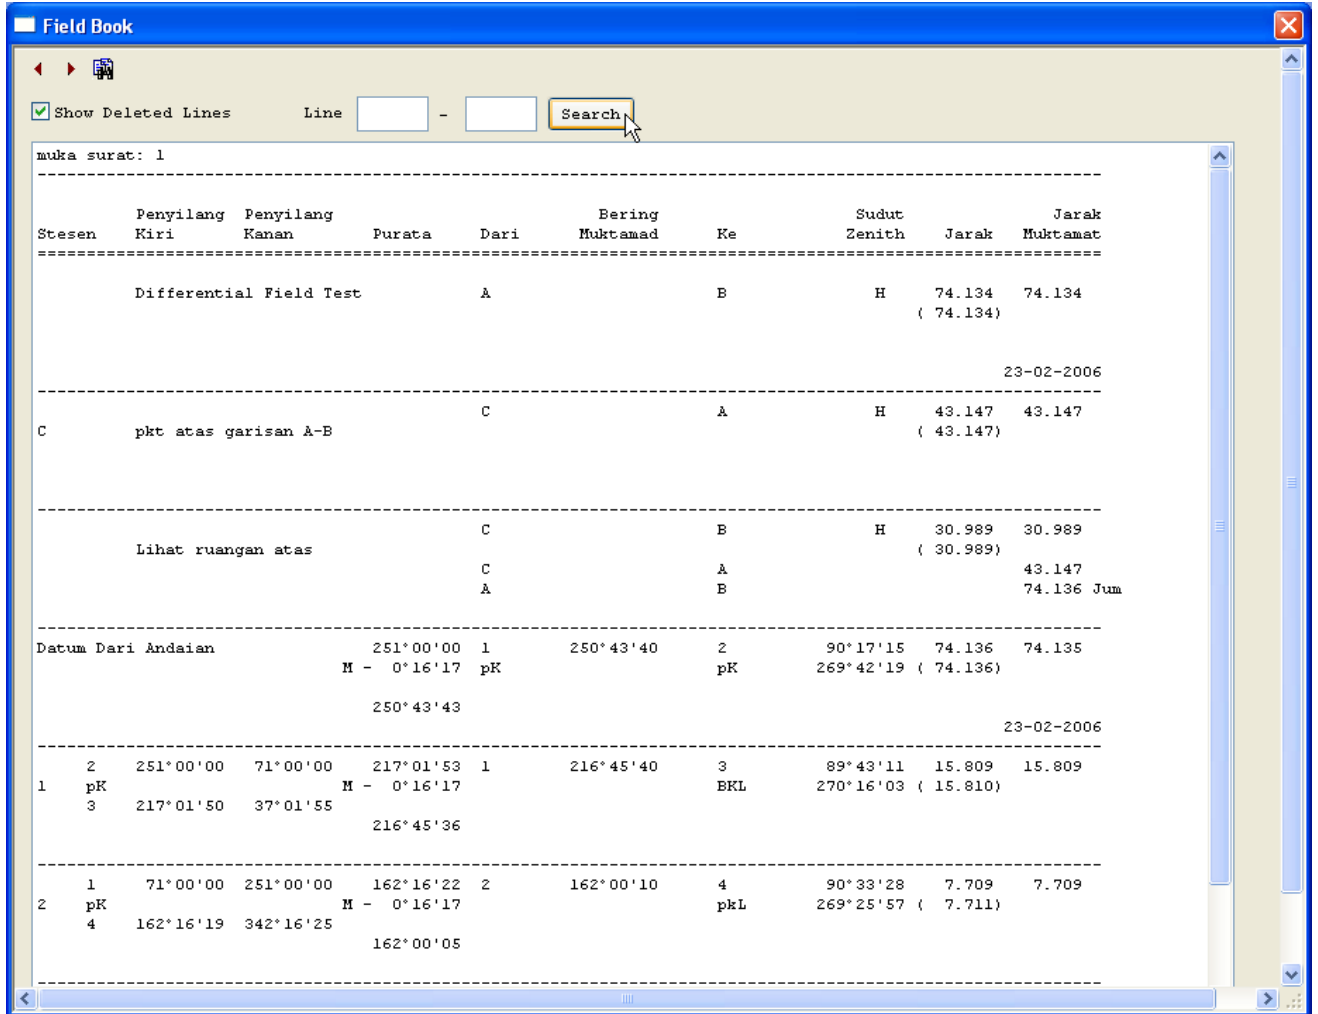 Field Book
Show Deleted Lines Line - Search
muka surat: 1
Penyilang Penyilang Bering Sudut Jarak
Stesen Kiri Kanan Purata Dari Muktamad Ke Zenith Jarak Muktamat
Differential Field Test A B H 74.134 74.134
( 74.134)
23-02-2006
C A H 43.147 43.147
C pkt atas garisan A-B ( 43.147)
C B H 30.989 30.989
Lihat ruangan atas ( 30.989)
C A 43.147
A B 74.136 Jum
Datum Dari Andaian 251°00'00 1 250°43'40 2 90°17'15 74.136 74.135
M - 0°16'17 pK pK 269°42'19 ( 74.136)
250°43'43
23-02-2006
2 251°00'00 71°00'00 217°01'53 1 216°45'40 3 89°43'11 15.809 15.809
1 pK M - 0°16'17 BKL 270°16'03 ( 15.810)
3 217°01'50 37°01'55
216°45'36
1 71°00'00 251°00'00 162°16'22 2 162°00'10 4 90°33'28 7.709 7.709
2 pK M - 0°16'17 pkL 269°25'57 ( 7.711)
4 162°16'19 342°16'25
162°00'05